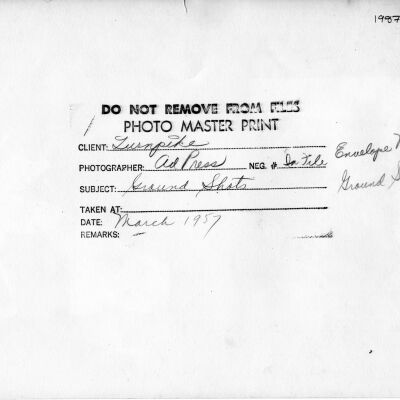 1987
DO NOT REMOVE FROM FILES
PHOTO MASTER PRINT
CLIENT: Turnpike
PHOTOGRAPHER: Ad Press NEG. # In File
Envelope
SUBJECT: Ground Shots
Ground S
TAKEN AT:
DATE: March 1957
REMARKS: —